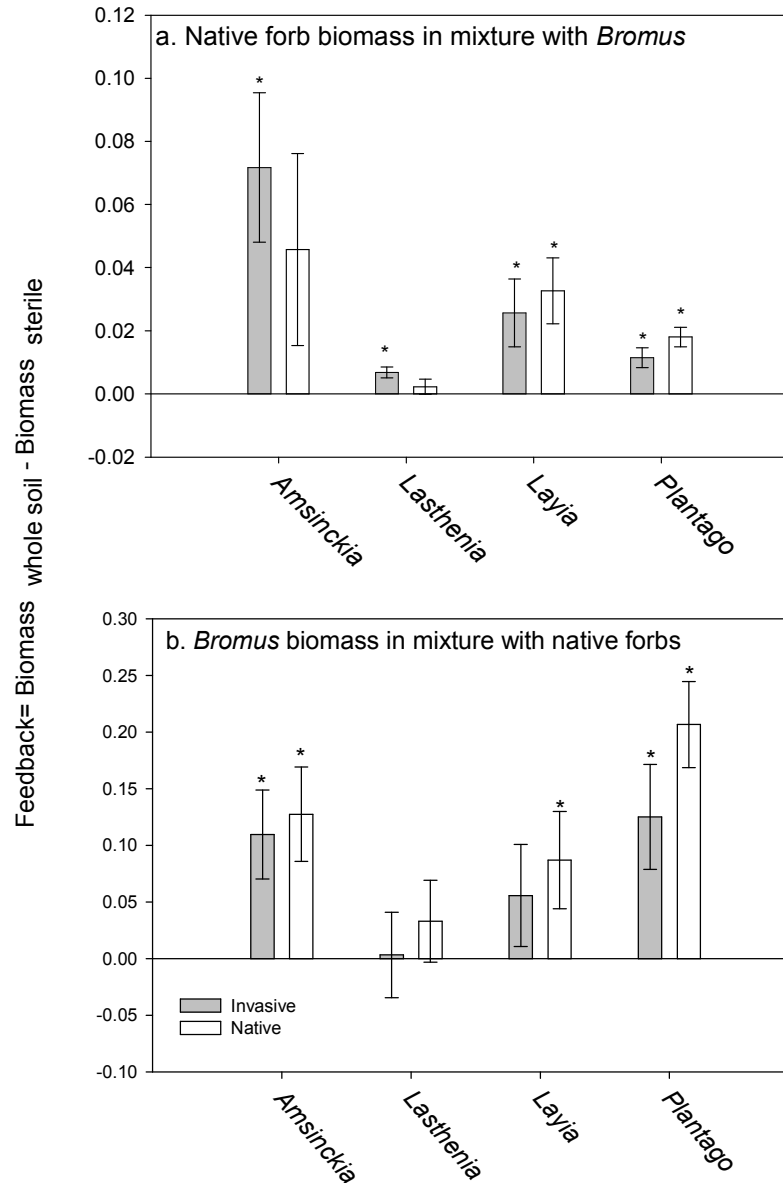 Feedback= Biomass whole soil - Biomass sterile
a. Native forb biomass in mixture with Bromus
0.12
0.10
0.08
0.06
0.04
0.02
0.00
-0.02
*
*
*
*
*
*
Amsinckia
Lasthenia
Layia
Plantago
b. Bromus biomass in mixture with native forbs
0.30
0.25
0.20
0.15
0.10
0.05
0.00
-0.05
-0.10
*
*
*
*
*
Invasive
Native
Amsinckia
Lasthenia
Layia
Plantago